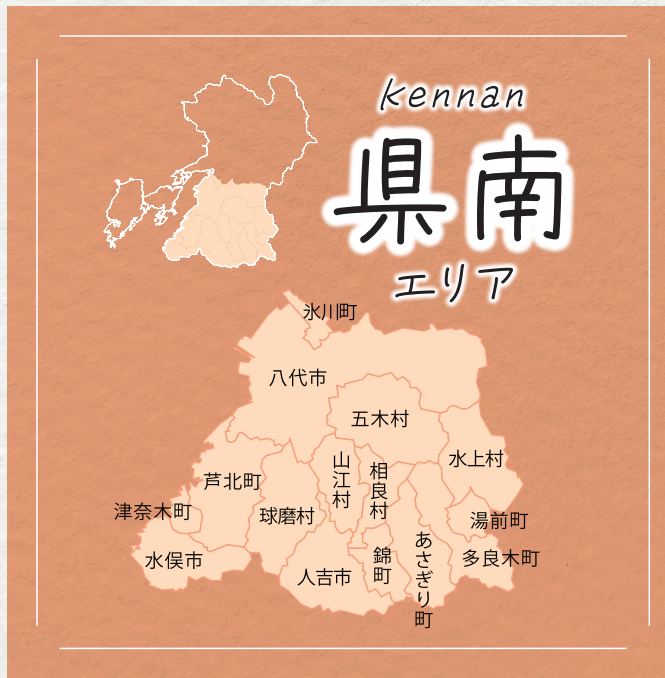 kennan
県南
エリア
氷川町
八代市
五木村
水上村
山江村
相良村
芦北町
津奈木町
球磨村
湯前町
あさぎり町
錦町
多良木町
水俣市
人吉市